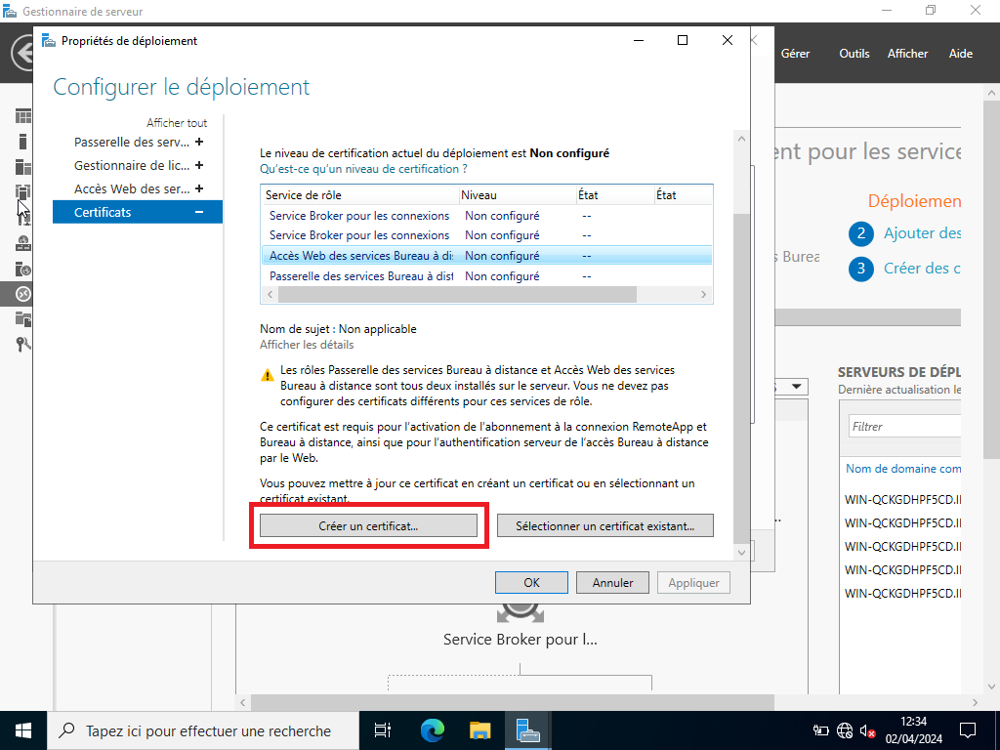 Gestionnaire de serveur
Propriétés de déploiement
Gérer
Outils
Afficher
Aide
Configurer le déploiement
Afficher tout
Passerelle des serv... +
Gestionnaire de lic... +
Accès Web des ser... +
Certificats –
Le niveau de certification actuel du déploiement est Non configuré
Qu'est-ce qu'un niveau de certification ?
Service de rôle Niveau État État
Service Broker pour les connexions Non configuré --
Service Broker pour les connexions Non configuré --
Accès Web des services Bureau à di Non configuré --
Passerelle des services Bureau à dist Non configuré --
Nom de sujet : Non applicable
Afficher les détails
Les rôles Passerelle des services Bureau à distance et Accès Web des services
Bureau à distance sont tous deux installés sur le serveur. Vous ne devez pas
configurer des certificats différents pour ces services de rôle.
Ce certificat est requis pour l'activation de l'abonnement à la connexion RemoteApp et
Bureau à distance, ainsi que pour l'authentification serveur de l'accès Bureau à distance
par le Web.
Vous pouvez mettre à jour ce certificat en créant un certificat ou en sélectionnant un
certificat existant.
Créer un certificat...
Sélectionner un certificat existant...
OK
Annuler
Appliquer
ent pour les service
Déploiemen
2 Ajouter des
s Burea
3 Créer des c
SERVEURS DE DÉPL
Dernière actualisation le
Filtrer
Nom de domaine com
WIN-QCKGDHPF5CD.II
WIN-QCKGDHPF5CD.II
WIN-QCKGDHPF5CD.II
WIN-QCKGDHPF5CD.II
WIN-QCKGDHPF5CD.II
Service Broker pour l...
Tapez ici pour effectuer une recherche
12:34
02/04/2024